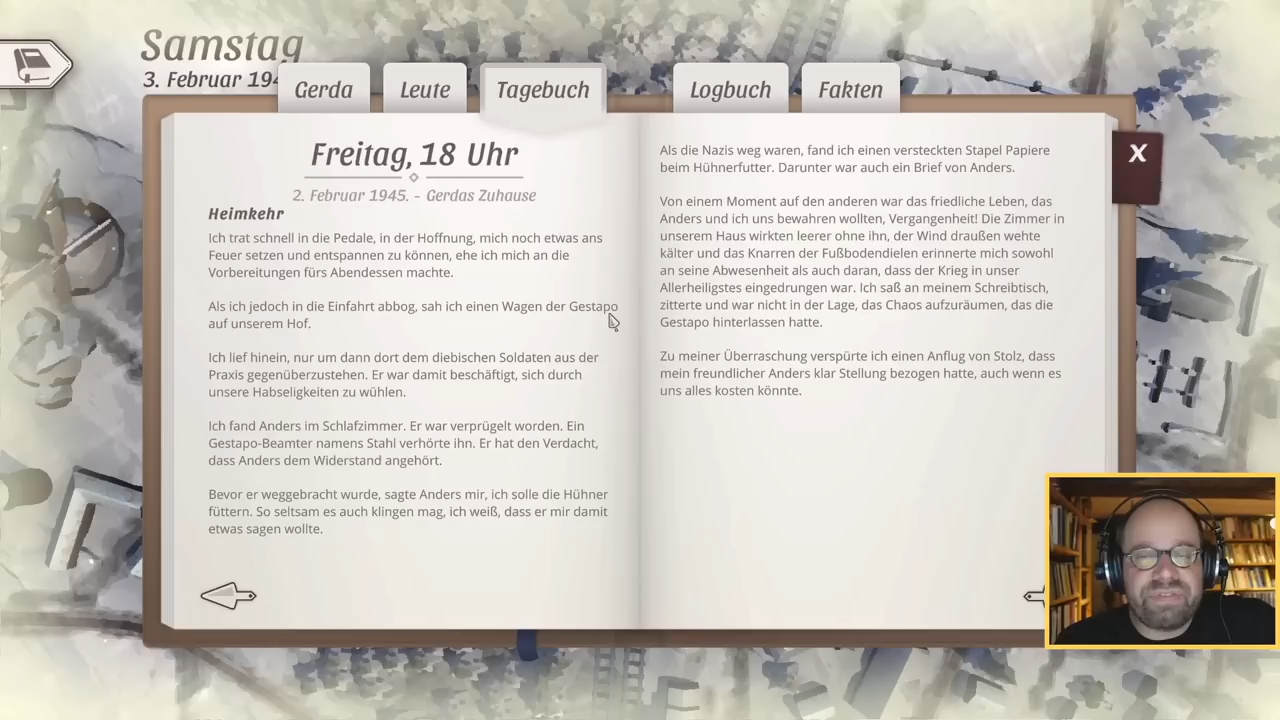 Samstag
3. Februar 194
Gerda
Leute
Tagebuch
Logbuch
Fakten
X
Freitag, 18 Uhr
2. Februar 1945. - Gerdas Zuhause
Heimkehr
Ich trat schnell in die Pedale, in der Hoffnung, mich noch etwas ans
Feuer setzen und entspannen zu können, ehe ich mich an die
Vorbereitungen fürs Abendessen machte.
Als ich jedoch in die Einfahrt abbog, sah ich einen Wagen der Gestapo
auf unserem Hof.
Ich lief hinein, nur um dann dort dem diebischen Soldaten aus der
Praxis gegenüberzustehen. Er war damit beschäftigt, sich durch
unsere Habseligkeiten zu wühlen.
Ich fand Anders im Schlafzimmer. Er war verprügelt worden. Ein
Gestapo-Beamter namens Stahl verhörte ihn. Er hat den Verdacht,
dass Anders dem Widerstand angehört.
Bevor er weggebracht wurde, sagte Anders mir, ich solle die Hühner
füttern. So seltsam es auch klingen mag, ich weiß, dass er mir damit
etwas sagen wollte.
Als die Nazis weg waren, fand ich einen versteckten Stapel Papiere
beim Hühnerfutter. Darunter war auch ein Brief von Anders.
Von einem Moment auf den anderen war das friedliche Leben, das
Anders und ich uns bewahren wollten, Vergangenheit! Die Zimmer in
unserem Haus wirkten leerer ohne ihn, der Wind draußen wehte
kälter und das Knarren der Fußbodendielen erinnerte mich sowohl
an seine Abwesenheit als auch daran, dass der Krieg in unser
Allerheiligstes eingedrungen war. Ich saß an meinem Schreibtisch,
zitterte und war nicht in der Lage, das Chaos aufzuräumen, das die
Gestapo hinterlassen hatte.
Zu meiner Überraschung verspürte ich einen Anflug von Stolz, dass
mein freundlicher Anders klar Stellung bezogen hatte, auch wenn es
uns alles kosten könnte.